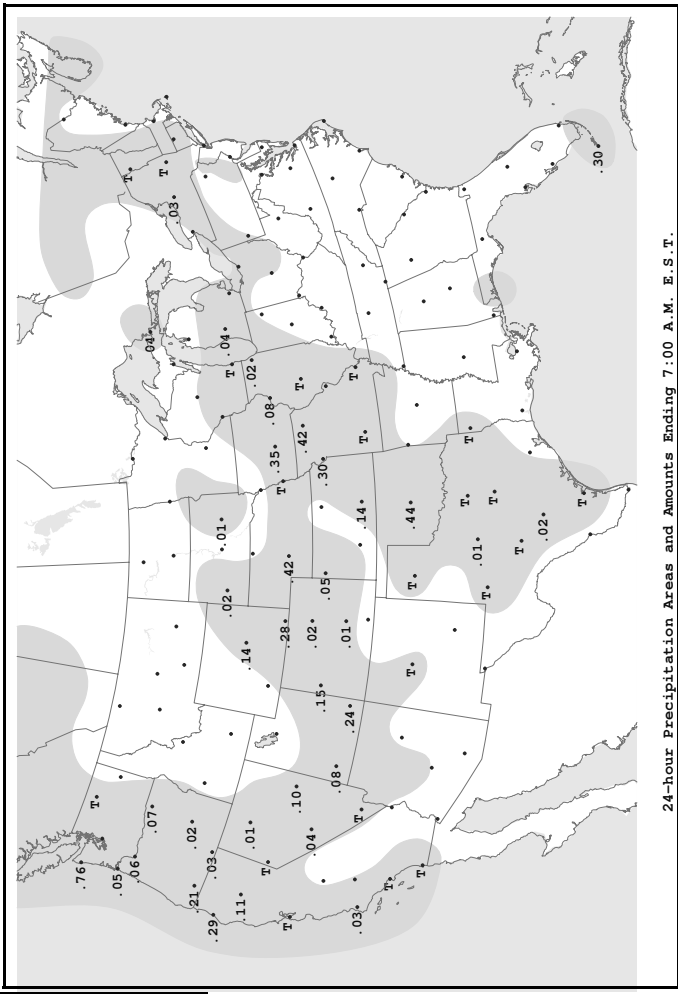 24-hour Precipitation Areas and Amounts Ending 7:00 A.M. E.S.T.
.76
.05
.06
T
.07
.02
.03
.21
.29
.11
T
.01
T
.10
.04
.08
T
.03
T
T
.24
.15
.14
.28
.02
.01
.02
.01
.42
.05
T
T
.01
T
T
.02
T
T
T
.44
.14
.30
T
.35
.42
T
T
.08
T
T
T
.02
.04
.04
.03
T
T
.30